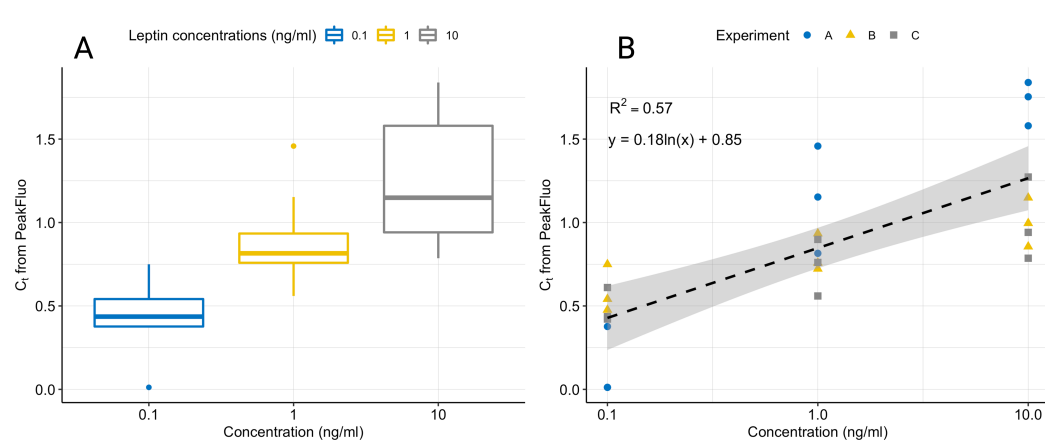 A
Leptin concentrations (ng/ml) 0.1 1 10
Ct from PeakFluo
1.5
1.0
0.5
0.0
0.1 1 10
Concentration (ng/ml)
B
Experiment A B C
R2 = 0.57
y = 0.18ln(x) + 0.85
Ct from PeakFluo
1.5
1.0
0.5
0.0
0.1 1.0 10.0
Concentration (ng/ml)